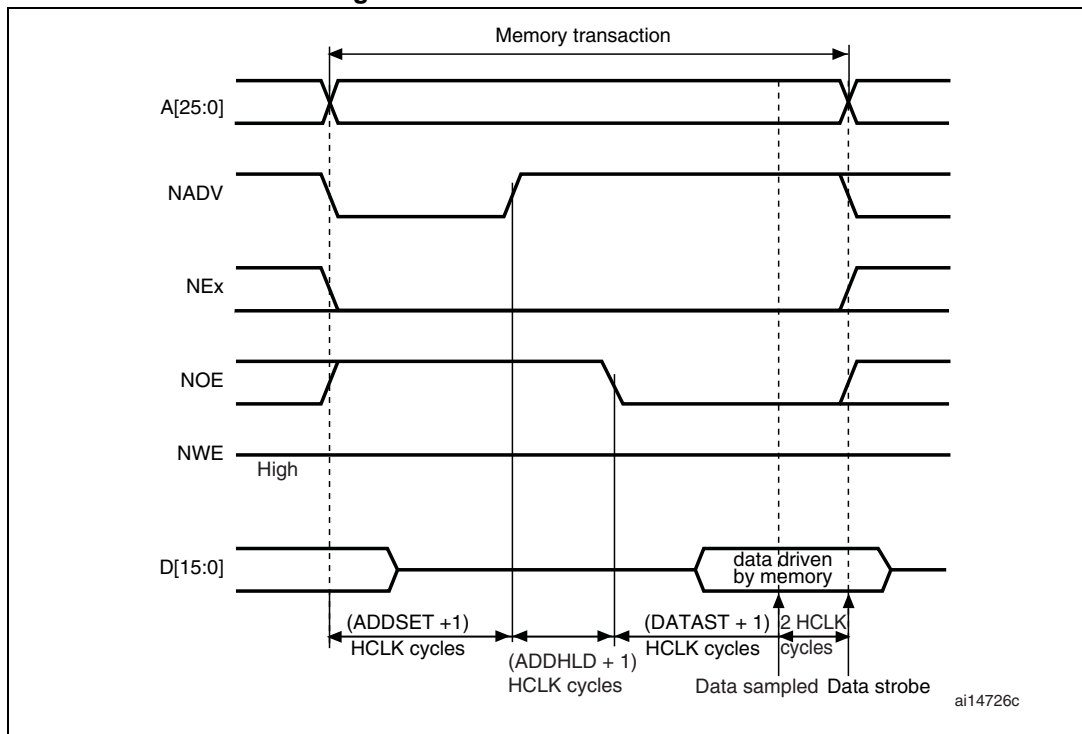 Memory transaction
A[25:0]
NADV
NEx
NOE
NWE
High
D[15:0]
data driven
by memory
(ADDSET +1)
HCLK cycles
(ADDHLD + 1)
HCLK cycles
(DATAST + 1)
HCLK cycles
2 HCLK
cycles
Data sampled
Data strobe
ai14726c